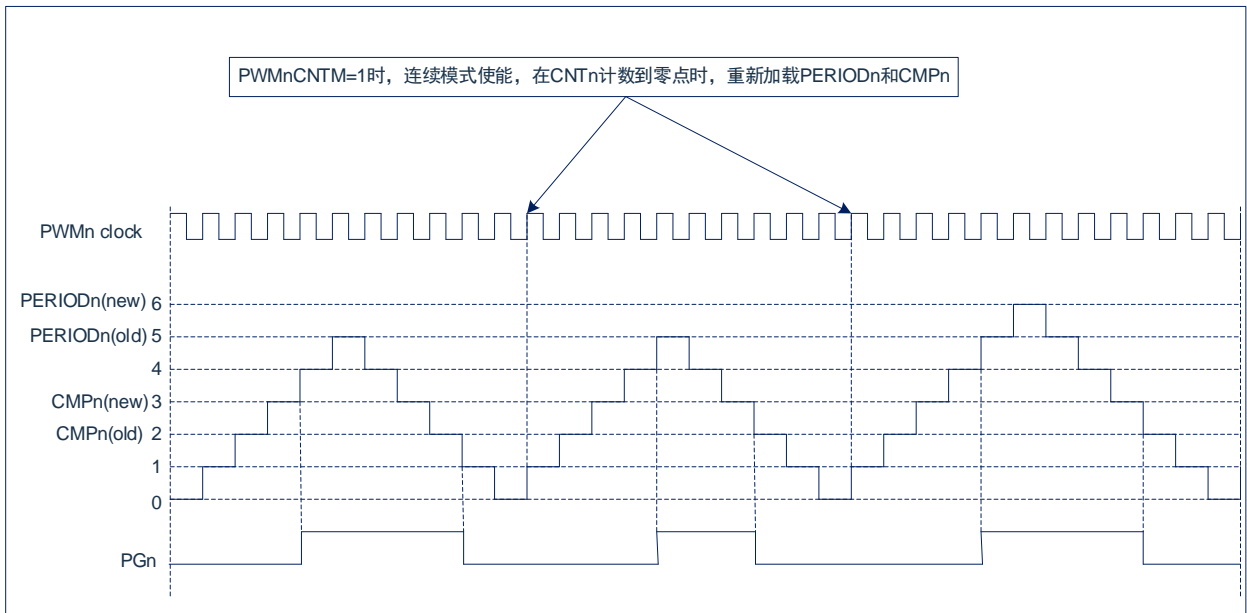 PWMnCNTM=1时，连续模式使能，在CNTn计数到零点时，重新加载PERIODn和CMPn
PWMn clock
PERIODn(new) 6
PERIODn(old) 5
4
CMPn(new) 3
CMPn(old) 2
1
0
PGn